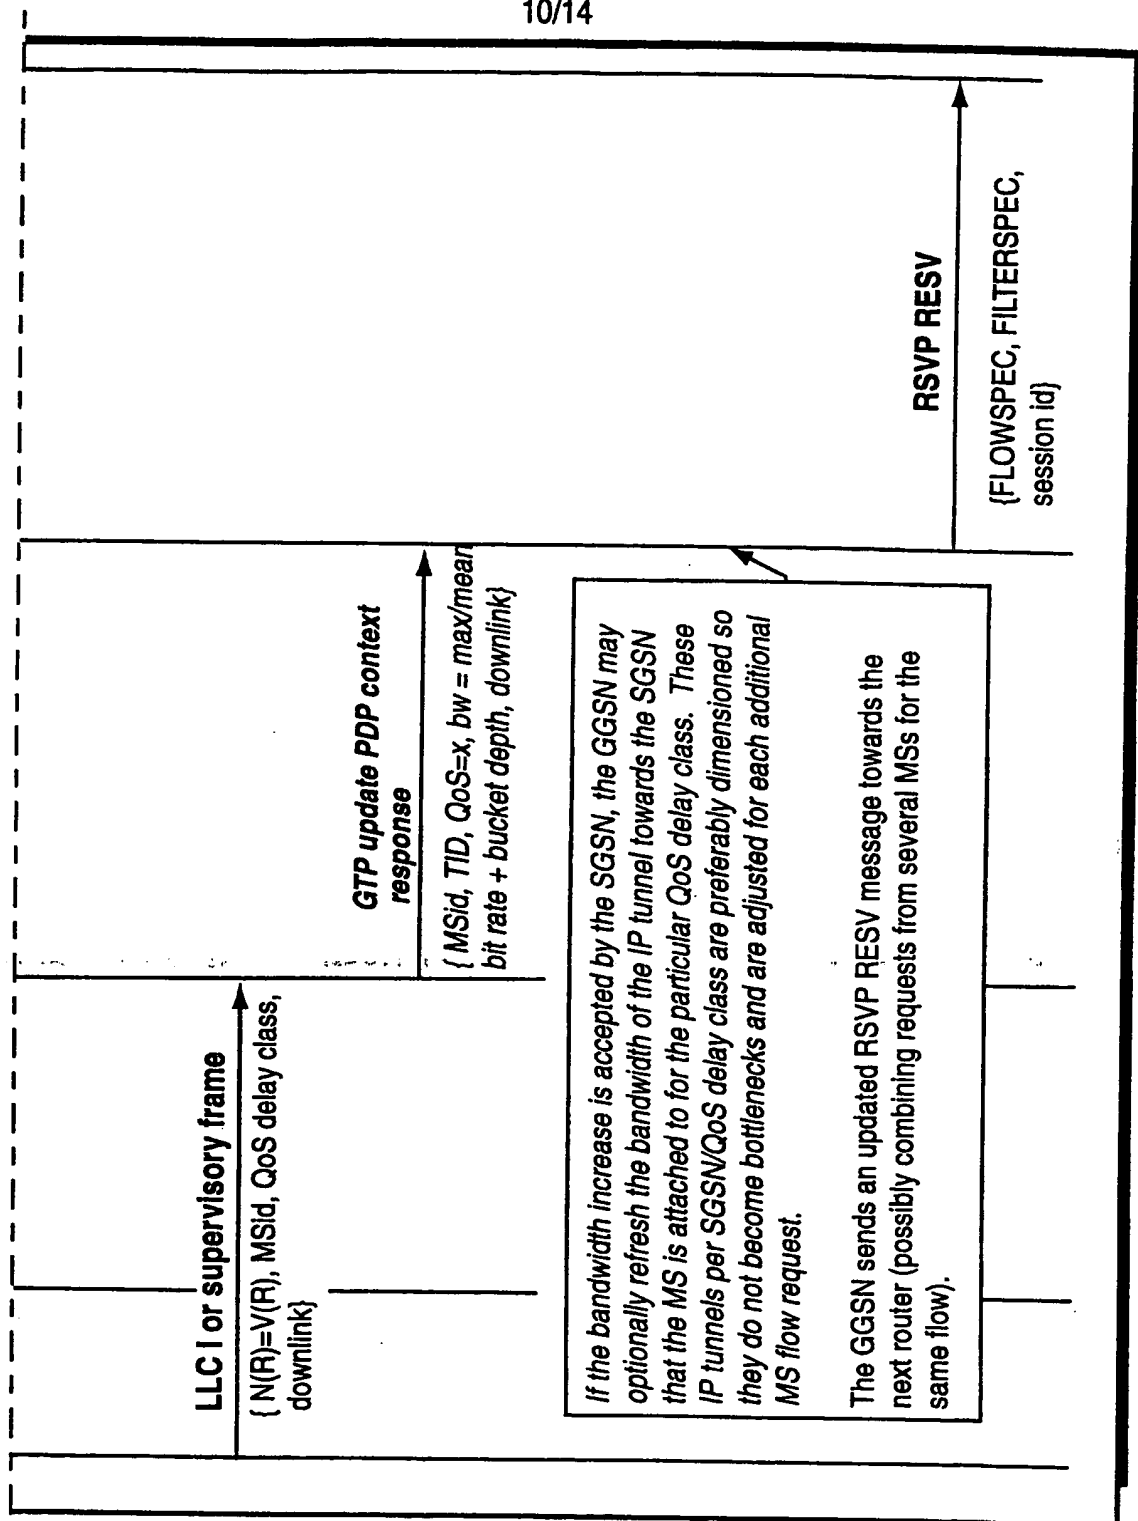 10/14
LLC I or supervisory frame
{ N(R)=V(R), MSid, QoS delay class,
downlink}
GTP update PDP context
response
{ MSid, TID, QoS=x, bw = max/mean
bit rate + bucket depth, downlink}
If the bandwidth increase is accepted by the SGSN, the GGSN may
optionally refresh the bandwidth of the IP tunnel towards the SGSN
that the MS is attached to for the particular QoS delay class. These
IP tunnels per SGSN/QoS delay class are preferably dimensioned so
they do not become bottlenecks and are adjusted for each additional
MS flow request.
The GGSN sends an updated RSVP RESV message towards the
next router (possibly combining requests from several MSs for the
same flow).
RSVP RESV
{FLOWSPEC, FILTERSPEC,
session id}